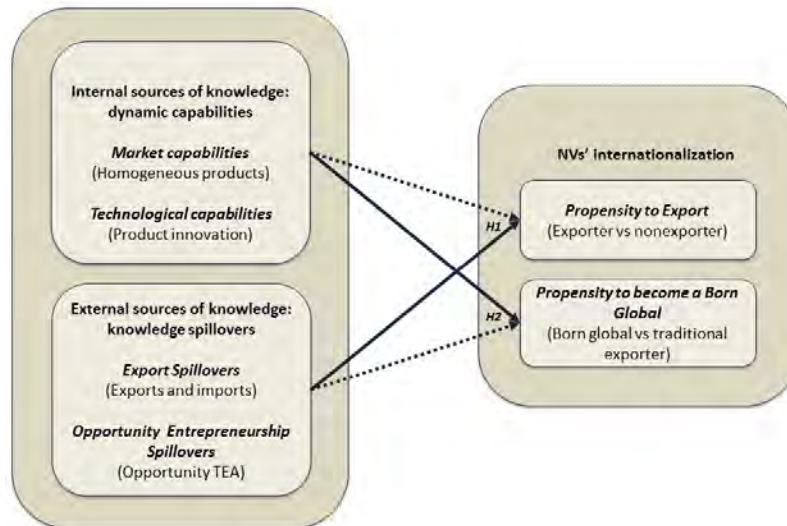 Internal sources of knowledge:
dynamic capabilities
Market capabilities
(Homogeneous products)
Technological capabilities
(Product innovation)
External sources of knowledge:
knowledge spillovers
Export Spillovers
(Exports and imports)
Opportunity Entrepreneurship
Spillovers
(Opportunity TEA)
H1
H2
NVs' internationalization
Propensity to Export
(Exporter vs nonexporter)
Propensity to become a Born
Global
(Born global vs traditional
exporter)